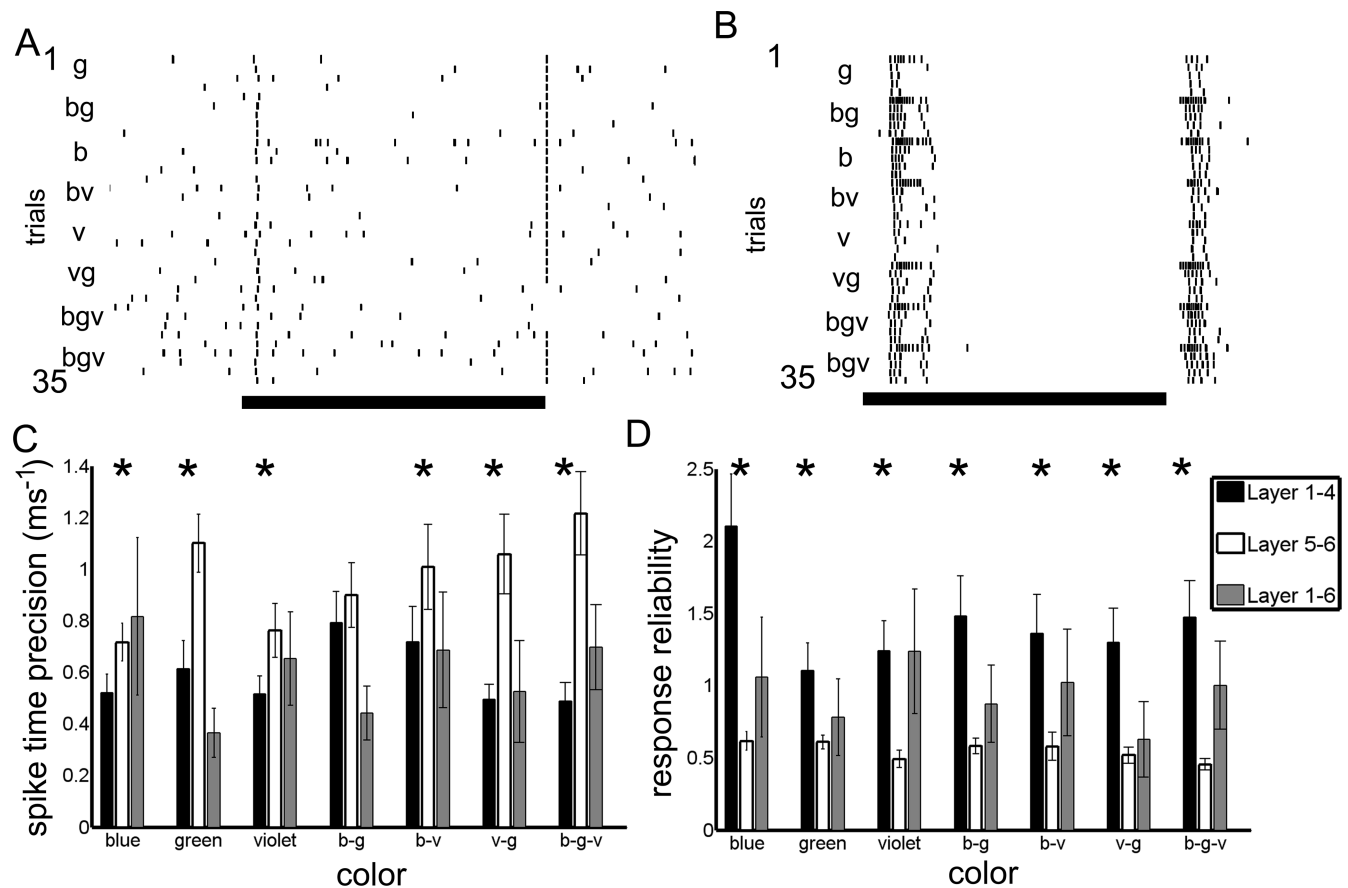 A
1
g
bg
b
bv
v
vg
bgv
bgv
35
trials
B
1
g
bg
b
bv
v
vg
bgv
bgv
35
trials
C
spike time precision (ms-1)
1.4
1.2
1
0.8
0.6
0.4
0.2
0
* * * * * *
blue green violet b-g b-v v-g b-g-v
color
D
response reliability
2.5
2
1.5
1
0.5
0
* * * * * * *
blue green violet b-g b-v v-g b-g-v
color
Layer 1-4
Layer 5-6
Layer 1-6